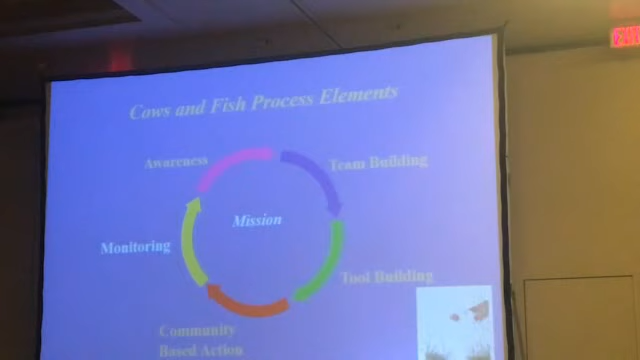 Cows and Fish Process Elements
Awareness
Team Building
Mission
Monitoring
Tool Building
Community
Based Action